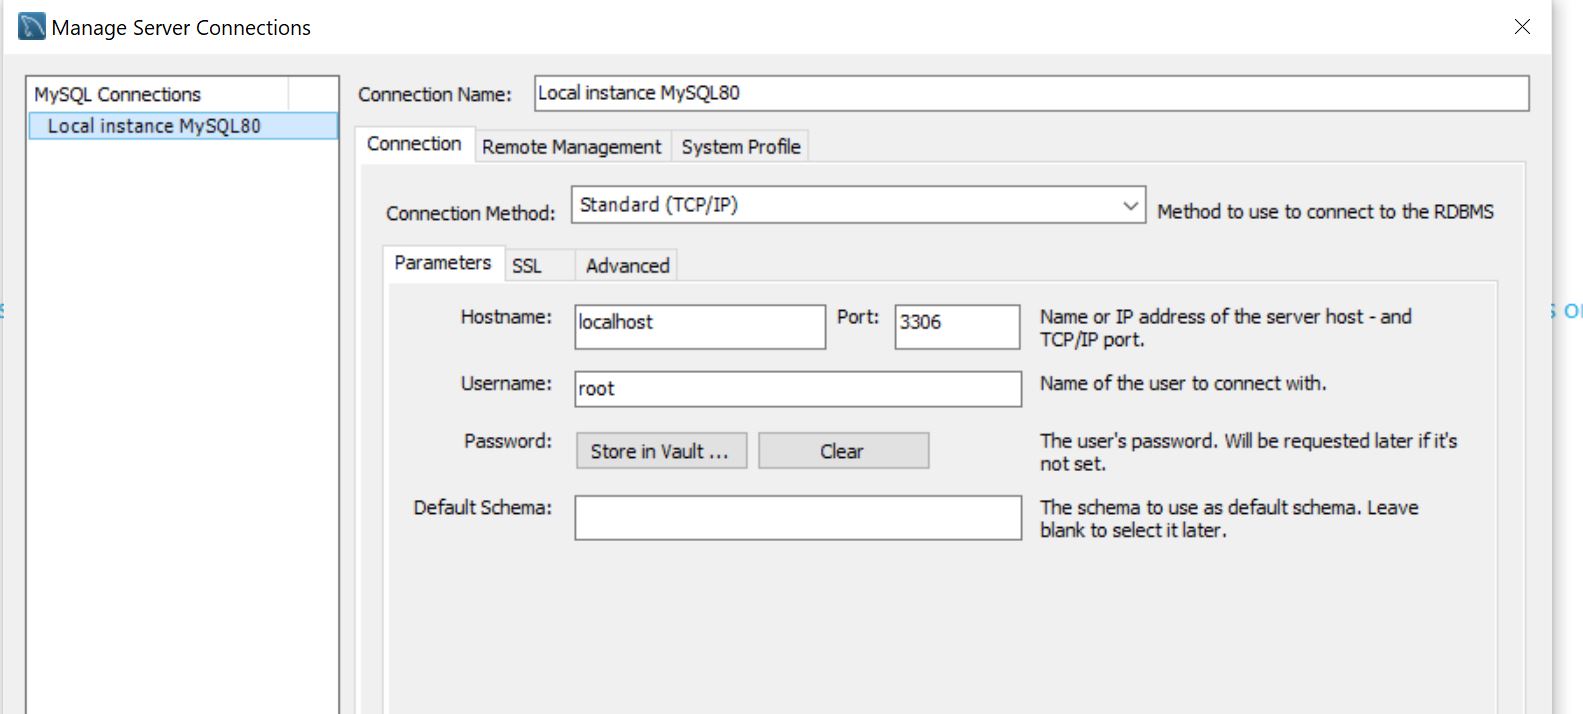 Manage Server Connections
MySQL Connections
Local instance MySQL80
Connection Name: Local instance MySQL80
Connection Remote Management System Profile
Connection Method: Standard (TCP/IP) Method to use to connect to the RDBMS
Parameters SSL Advanced
Hostname: localhost Port: 3306 Name or IP address of the server host - and
TCP/IP port.
Username: root Name of the user to connect with.
Password: Store in Vault ... Clear The user's password. Will be requested later if it's
not set.
Default Schema: The schema to use as default schema. Leave
blank to select it later.